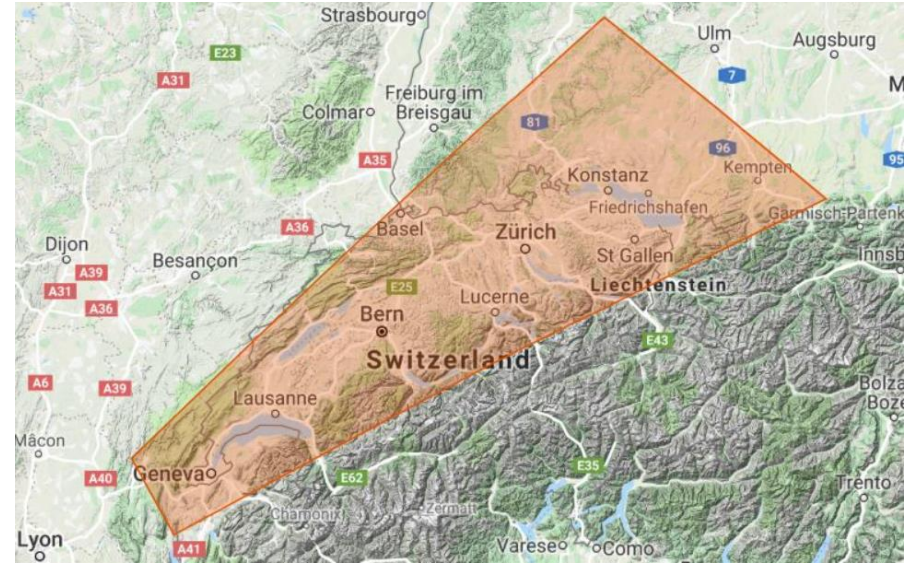 Strasbourg
E23
Ulm
Augsburg
A31
7
Freiburg im
Breisgau
Colmar
M
81
96
A35
95
Konstanz
Kempten
Friedrichshafen
Basel
Garmisch-Partenk
A36
Zürich
Dijon
St Gallen
Innsb
Besançon
A39
A31
E25
Liechtenstein
A36
Lucerne
Bern
E43
Switzerland
A6
A39
Bolza
Boze
Lausanne
Mâcon
Geneva
A40
E62
E35
Trento
Chamonix
Zermatt
Lyon
A41
Varese
Como